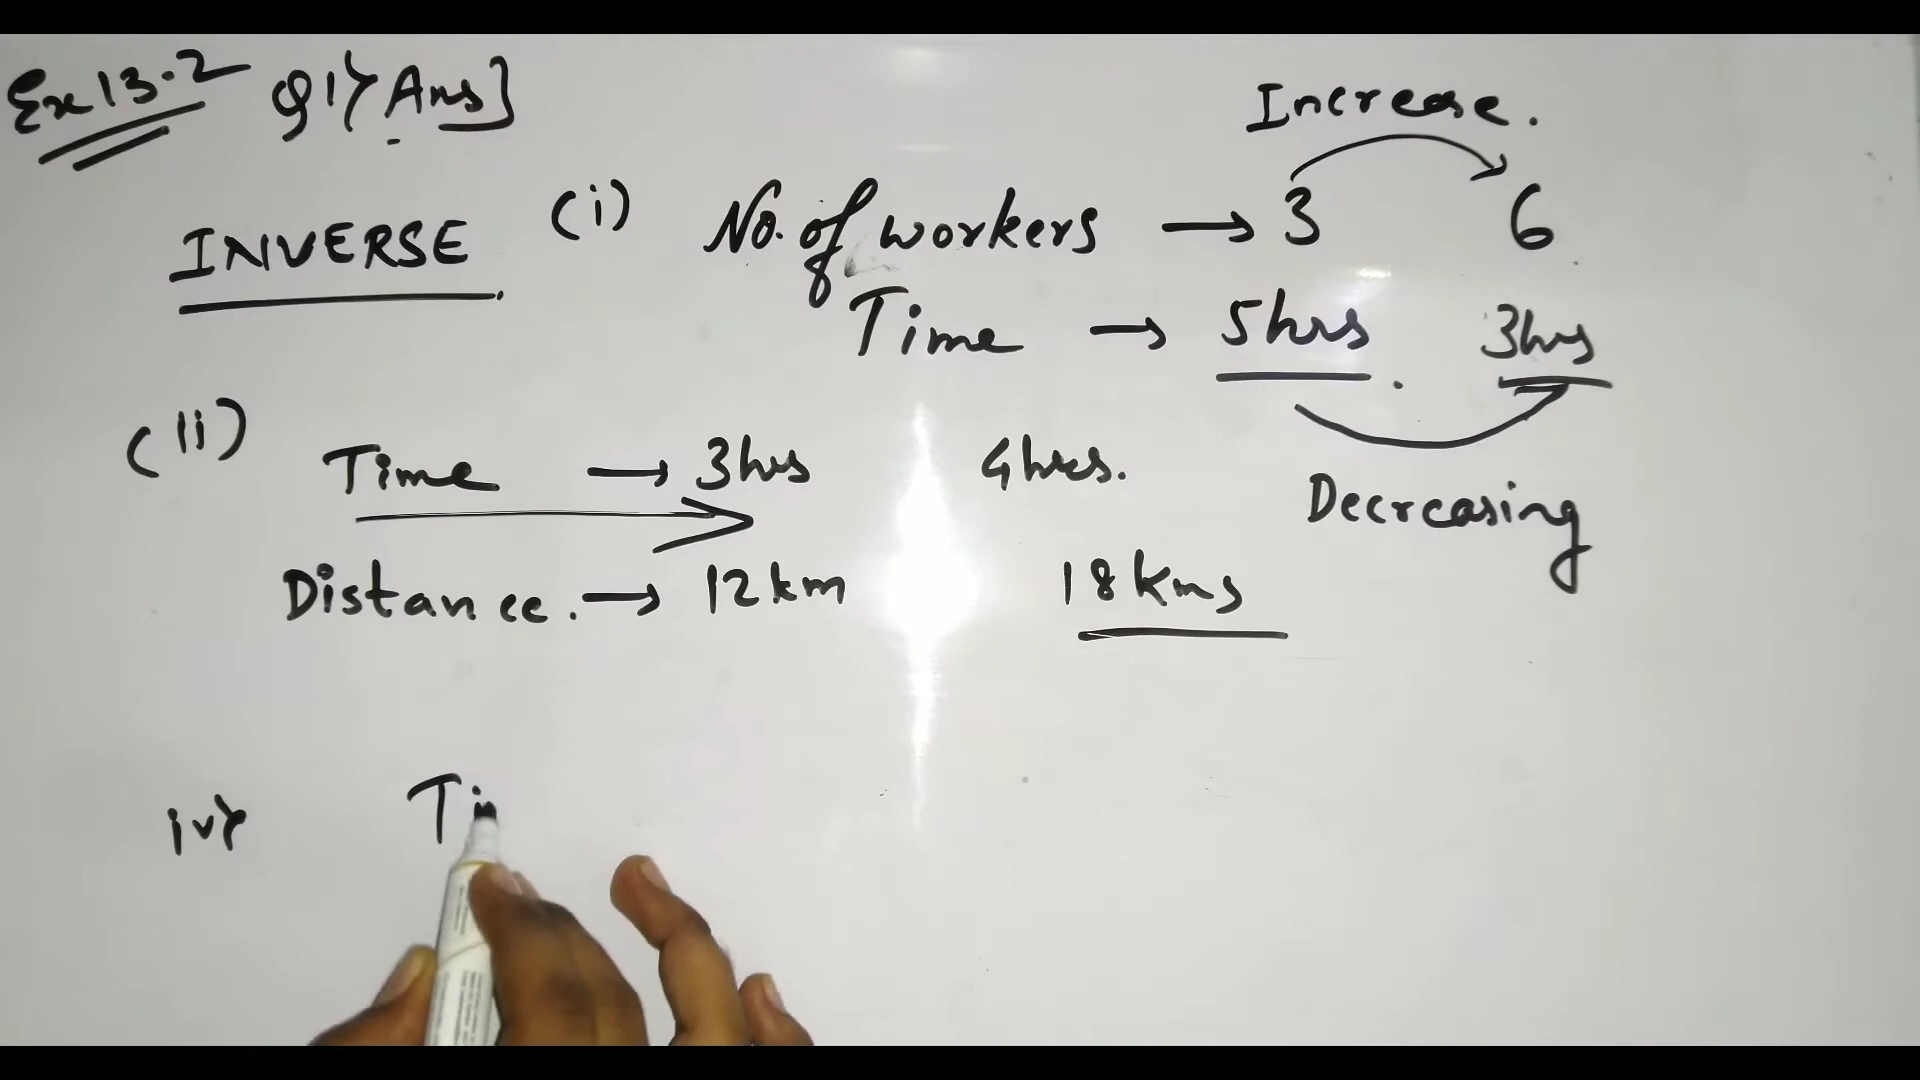 Ex 13.2 Q1} Ans]
Increase.
INVERSE (i) No. of workers → 3 6
Time → 5hrs. 3hrs
Decreasing
(ii) Time → 3hrs 4hrs.
Distance. → 12km 18kms
iv} Ti